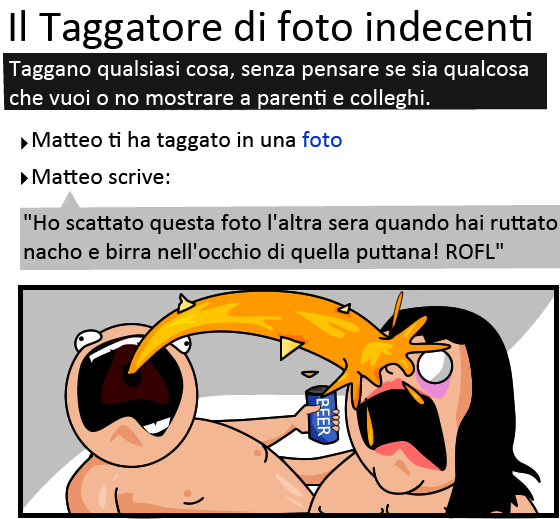 Il Taggatore di foto indecenti
Taggano qualsiasi cosa, senza pensare se sia qualcosa
che vuoi o no mostrare a parenti e colleghi.
Matteo ti ha taggato in una foto
Matteo scrive:
"Ho scattato questa foto l'altra sera quando hai ruttato
nacho e birra nell'occhio di quella puttana! ROFL"
BEER